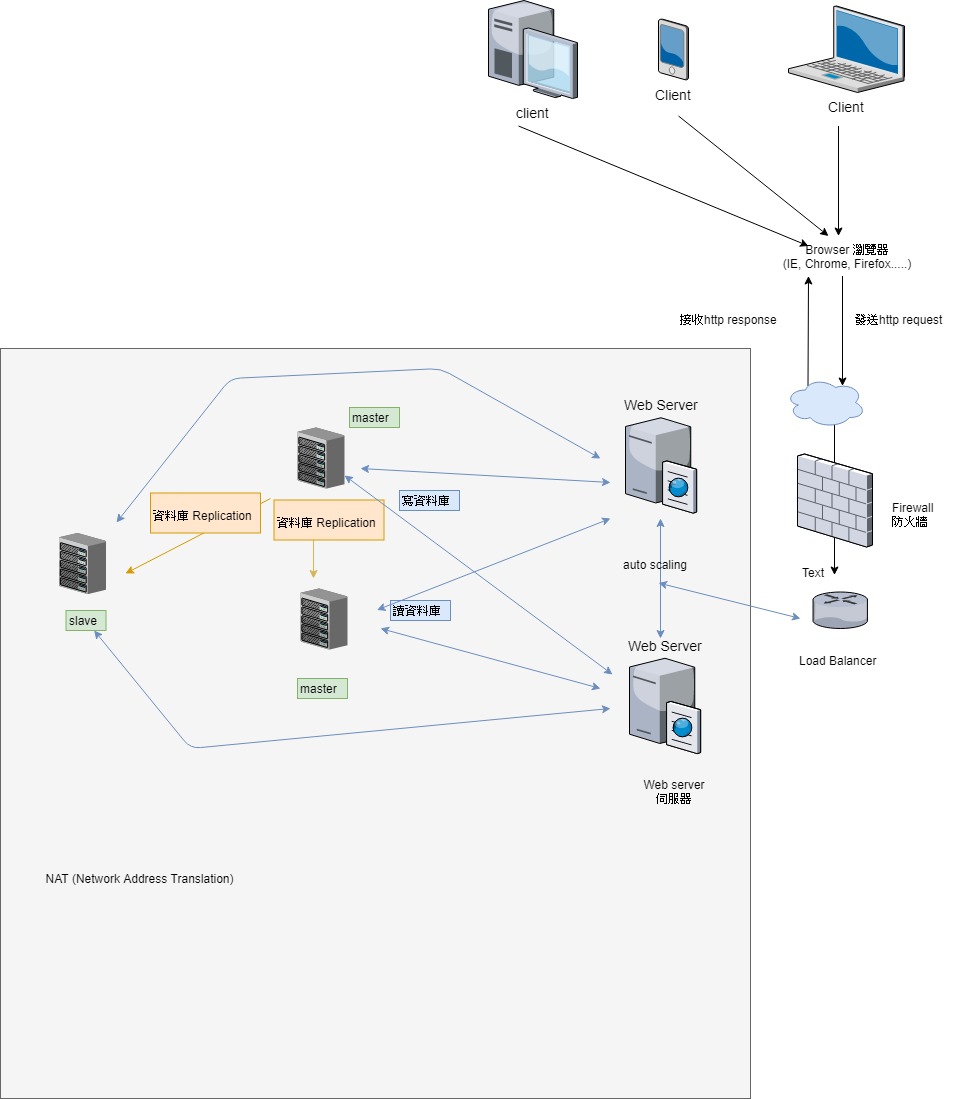 client
Client
Client
Browser 瀏覽器
(IE, Chrome, Firefox.....)
接收http response
發送http request
Web Server
master
寫資料庫
資料庫 Replication
資料庫 Replication
Firewall
防火牆
auto scaling
Text
讀資料庫
slave
Web Server
Load Balancer
master
Web server
伺服器
NAT (Network Address Translation)